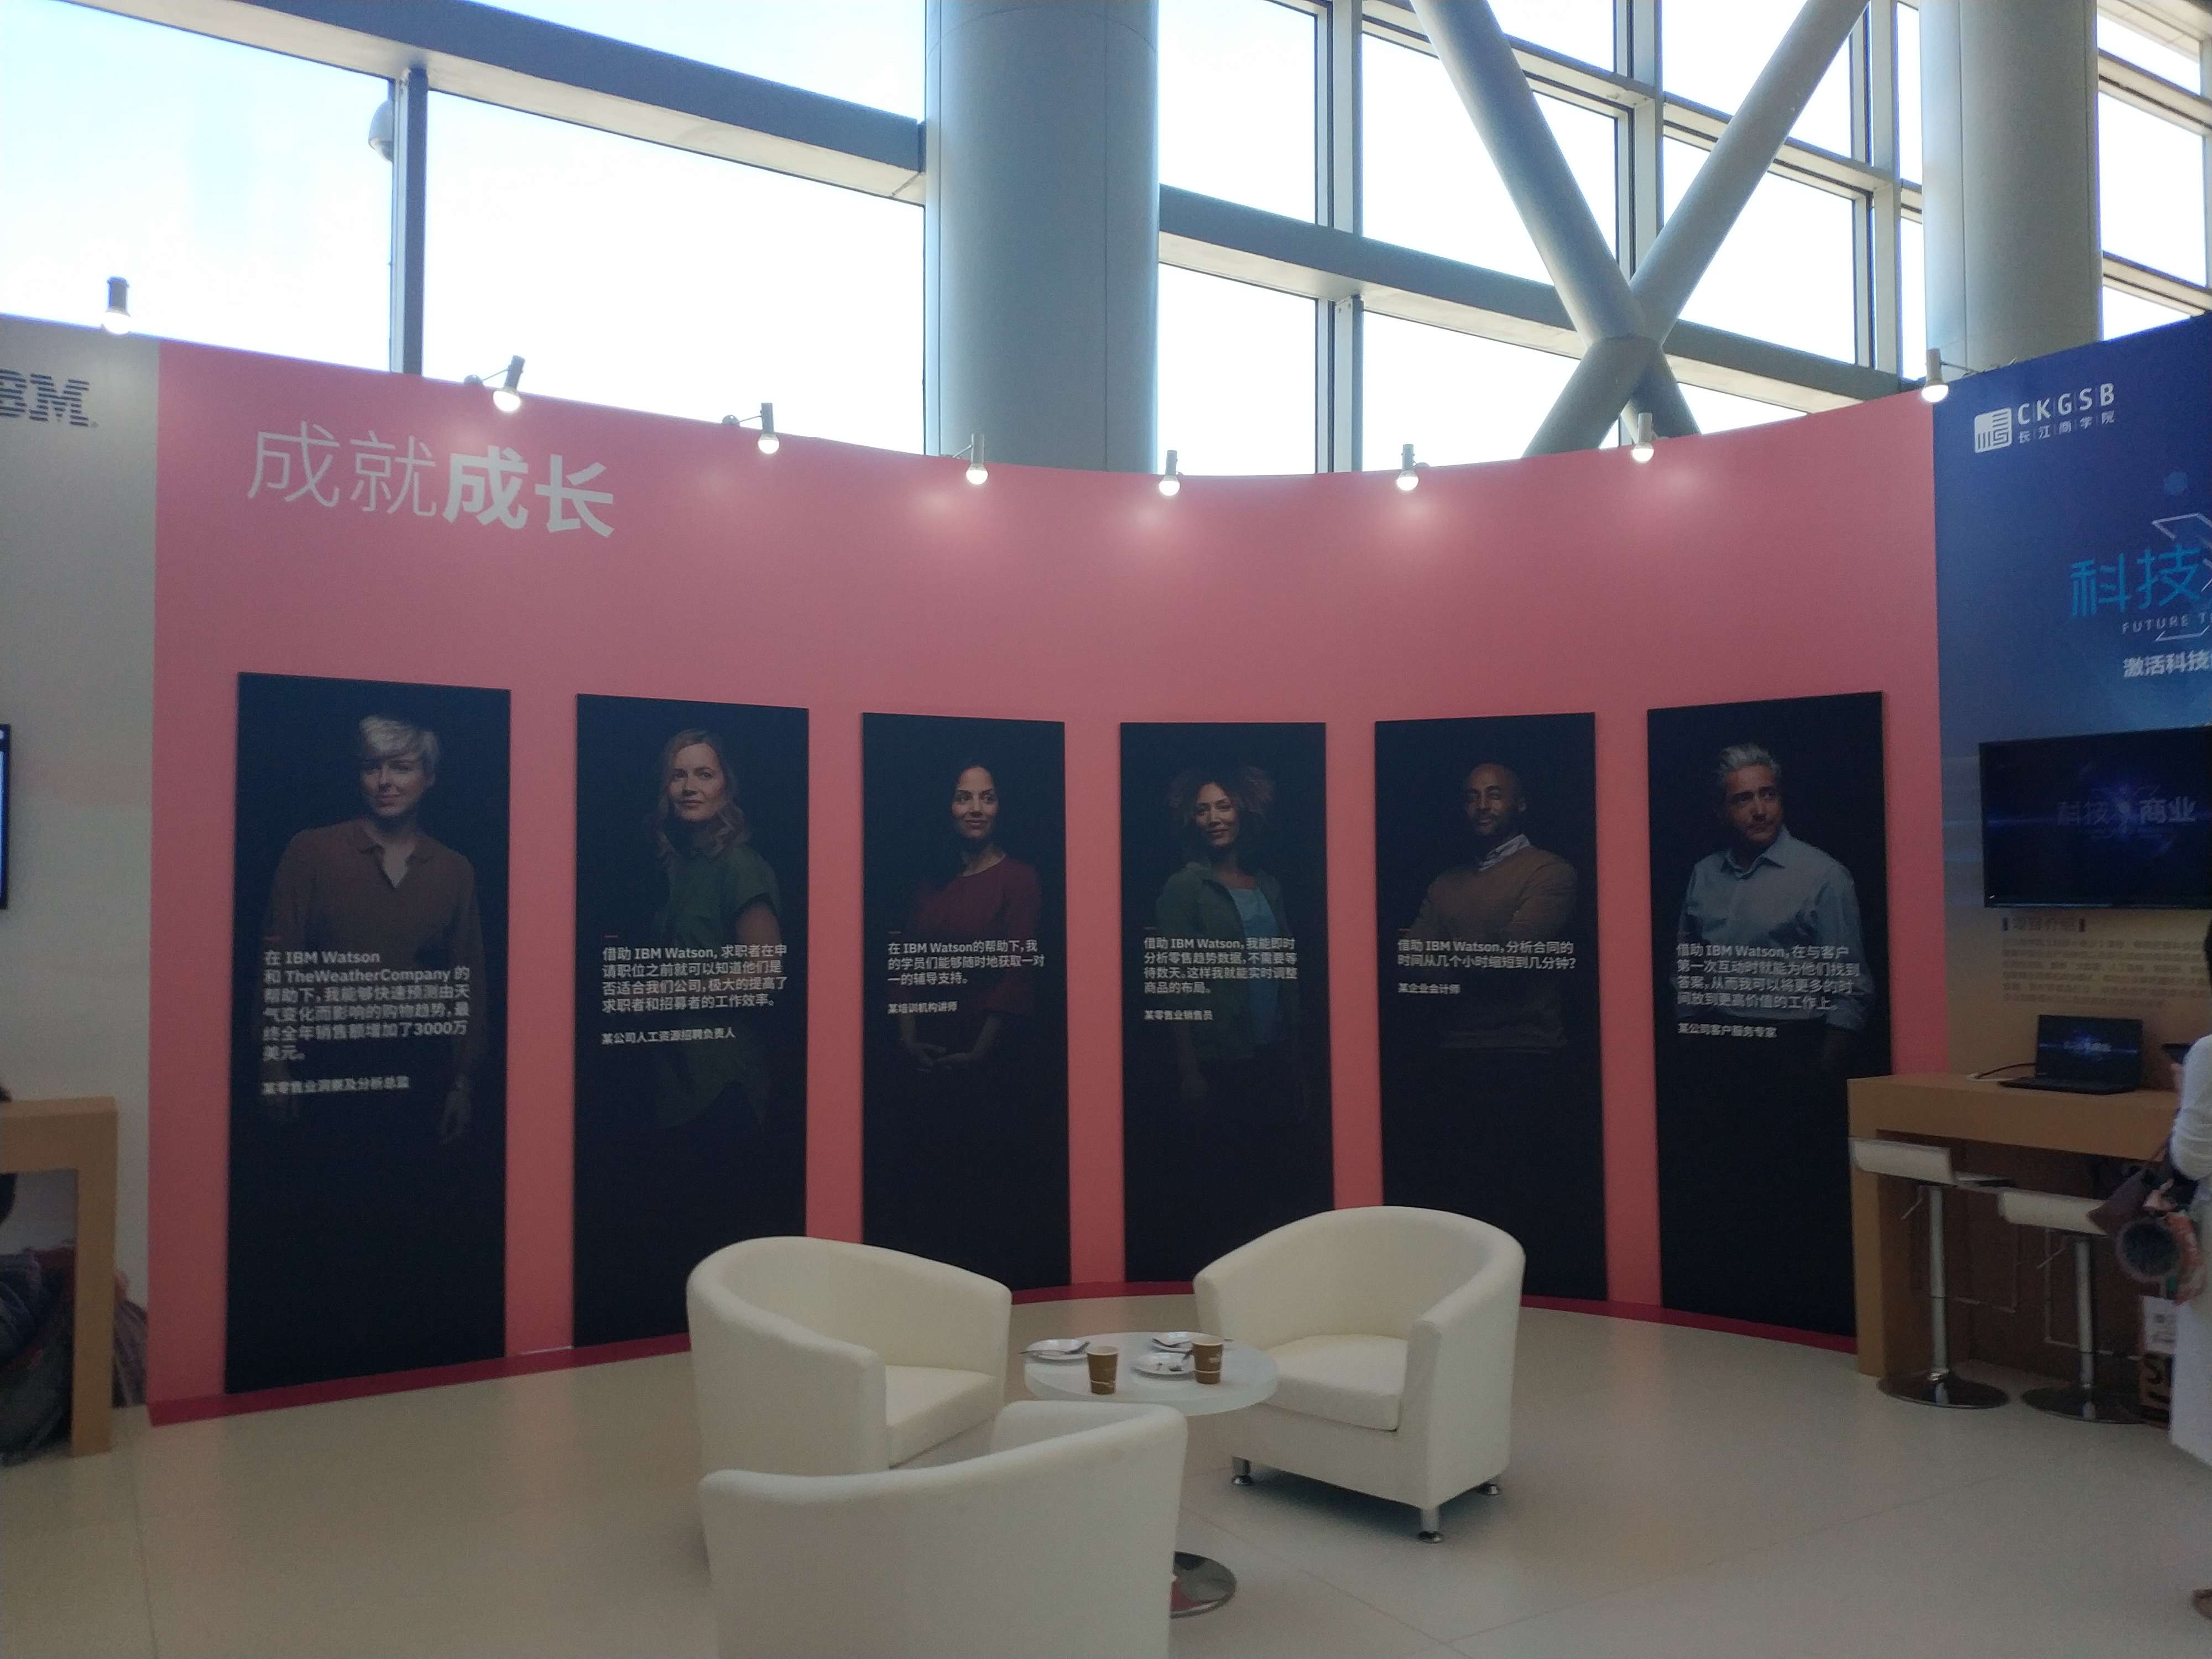 IBM
成就成长
在 IBM Watson
和 TheWeatherCompany 的
帮助下，我能够快速预测由天
气变化而影响的购物趋势，最
终全年销售额增加了3000万
美元。
某零售业洞察及分析总监
借助 IBM Watson, 求职者在申
请职位之前就可以知道他们是
否适合我们公司，极大的提高了
求职者和招募者的工作效率。
某公司人工资源招聘负责人
在 IBM Watson的帮助下，我
的学员们能够随时地获取一对
一的辅导支持。
某培训机构讲师
借助 IBM Watson，我能即时
分析零售趋势数据，不需要等
待数天。这样我就能实时调整
商品的布局。
某零售业销售员
借助 IBM Watson，分析合同的
时间从几个小时缩短到几分钟？
某企业会计师
借助 IBM Watson，在与客户
第一次互动时就能为他们找到
答案，从而我可以将更多的时
间放到更高价值的工作上。
某公司客户服务专家
CKGSB
长江商学院
科技
FUTURE T
激活科技
科技 商业
项目介绍